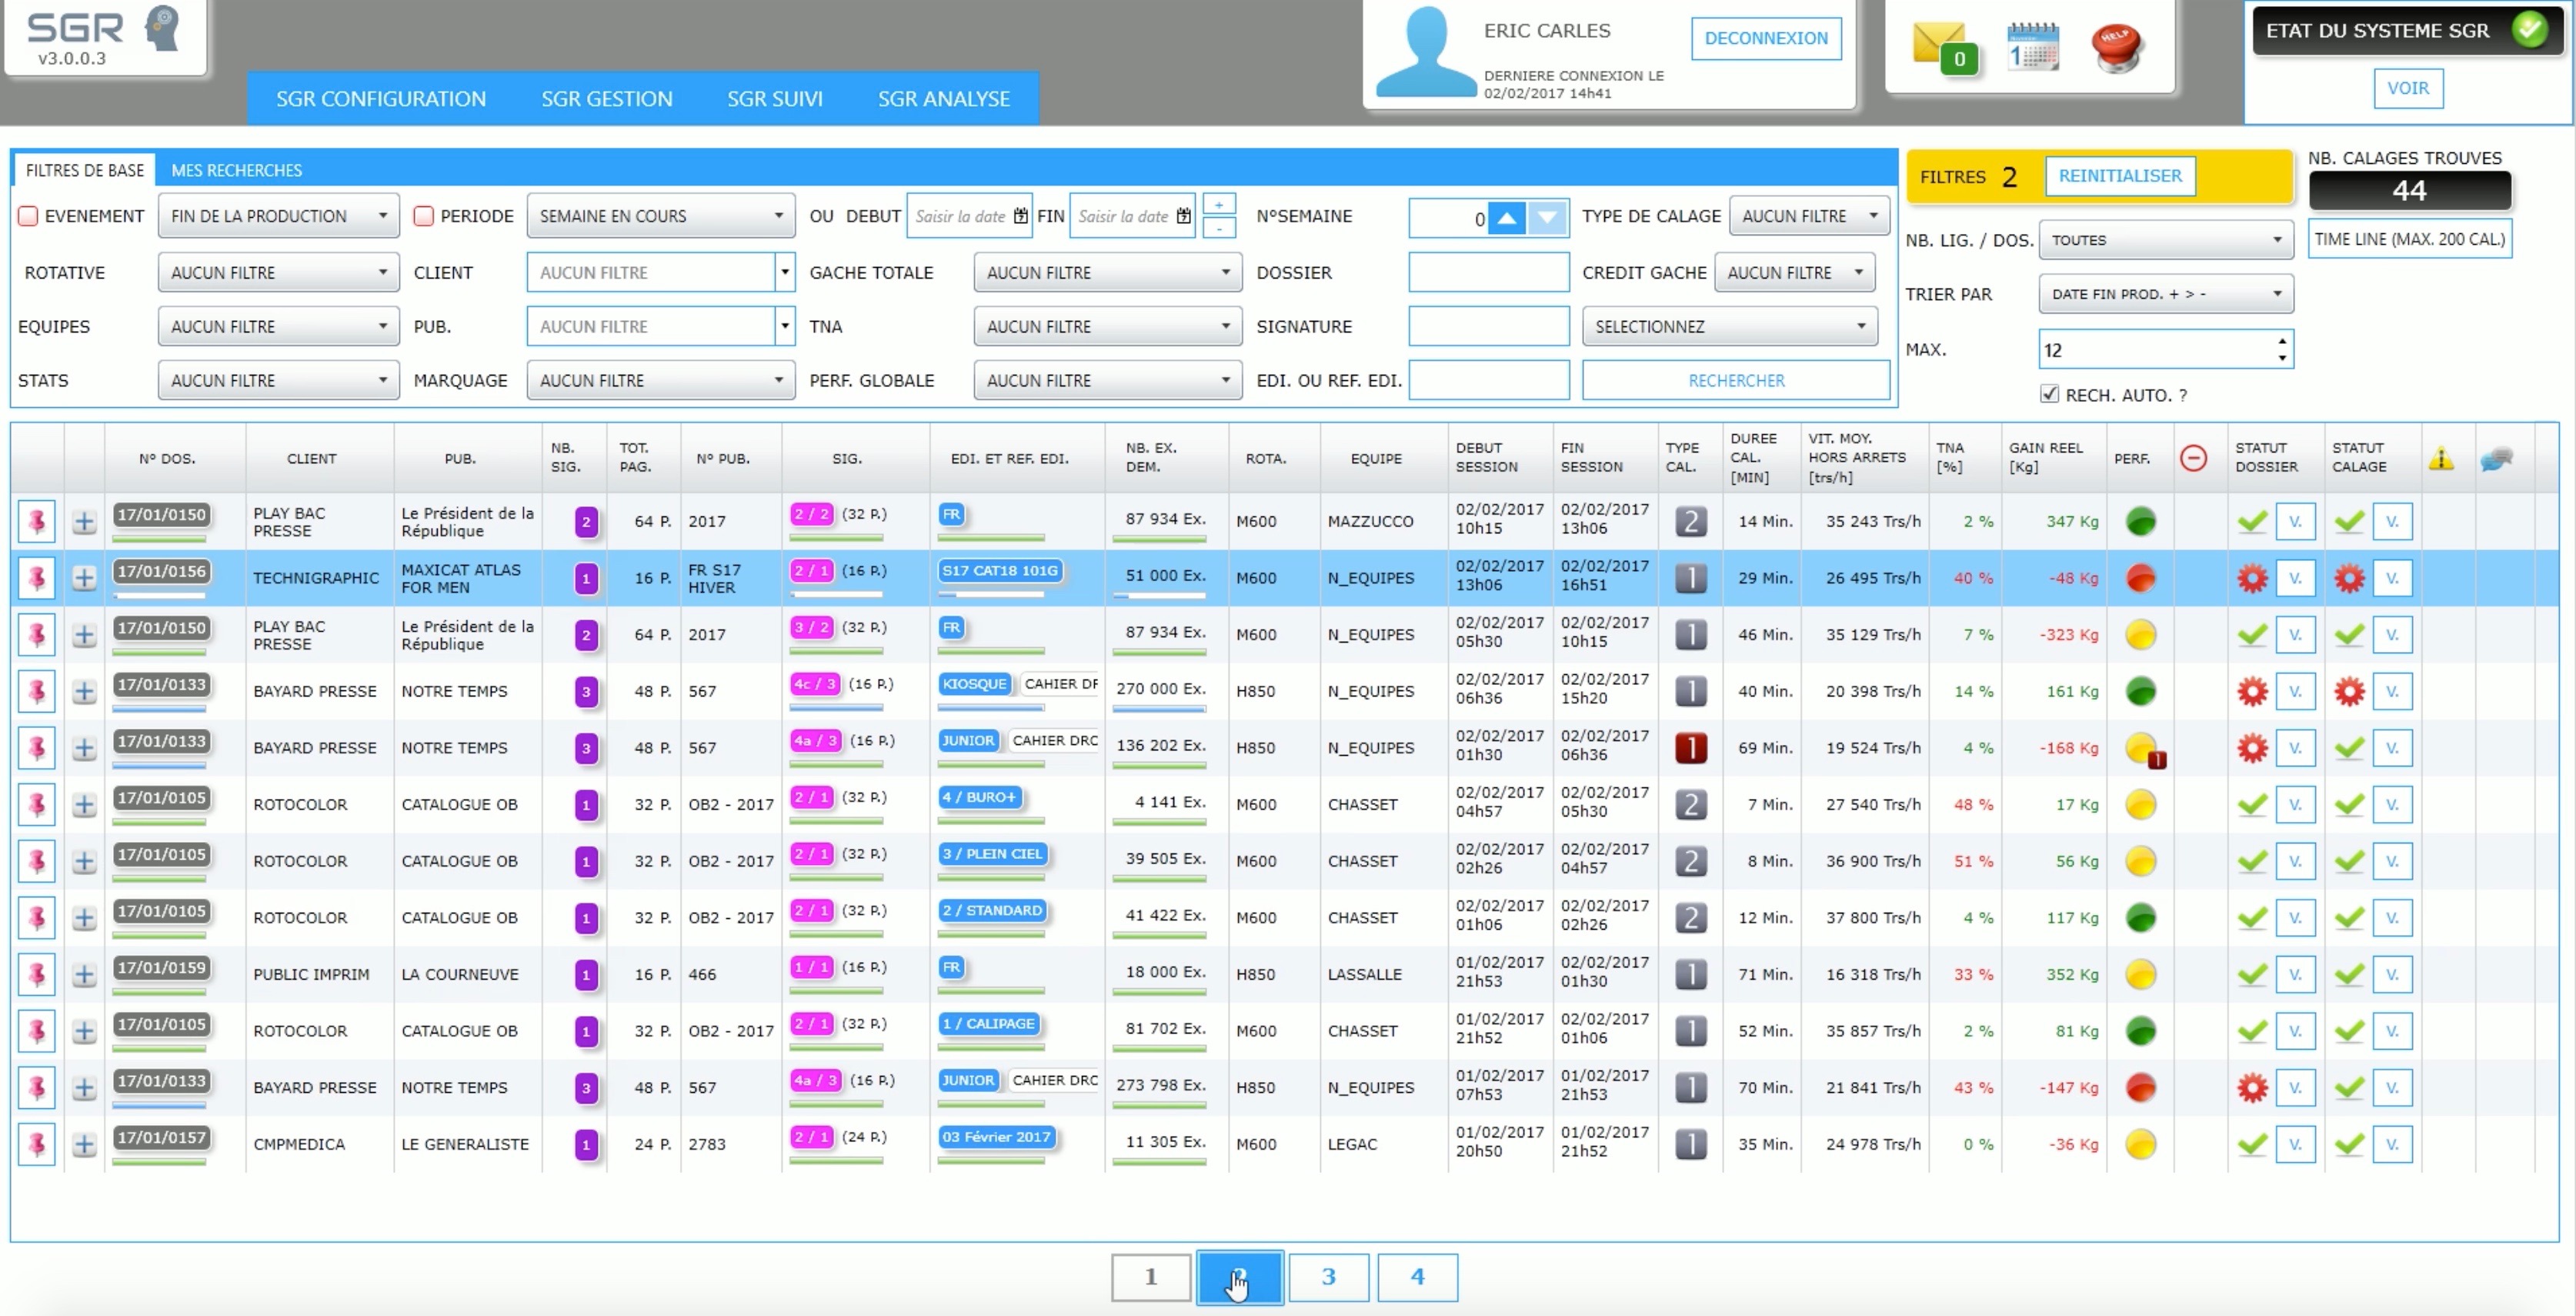 SGR
v3.0.0.3
SGR CONFIGURATION SGR GESTION SGR SUIVI SGR ANALYSE
ERIC CARLES
DECONNEXION
DERNIERE CONNEXION LE
02/02/2017 14h41
0
1
HELP
ETAT DU SYSTEME SGR
VOIR
FILTRES DE BASE MES RECHERCHES
EVENEMENT FIN DE LA PRODUCTION PERIODE SEMAINE EN COURS OU DEBUT Saisir la date FIN Saisir la date + - N°SEMAINE 0 TYPE DE CALAGE AUCUN FILTRE
ROTATIVE AUCUN FILTRE CLIENT AUCUN FILTRE GACHE TOTALE AUCUN FILTRE DOSSIER CREDIT GACHE AUCUN FILTRE
EQUIPES AUCUN FILTRE PUB. AUCUN FILTRE TNA AUCUN FILTRE SIGNATURE SELECTIONNEZ
STATS AUCUN FILTRE MARQUAGE AUCUN FILTRE PERF. GLOBALE AUCUN FILTRE EDI. OU REF. EDI. RECHERCHER
FILTRES 2 REINITIALISER
NB. CALAGES TROUVES
44
NB. LIG. / DOS. TOUTES
TIME LINE (MAX. 200 CAL.)
TRIER PAR DATE FIN PROD. + > -
MAX. 12
RECH. AUTO. ?
N° DOS. CLIENT PUB. NB. SIG. TOT. PAG. N° PUB. SIG. EDI. ET REF. EDI. NB. EX. DEM. ROTA. EQUIPE DEBUT SESSION FIN SESSION TYPE CAL. DUREE CAL. [MIN] VIT. MOY. HORS ARRETS [trs/h] TNA [%] GAIN REEL [Kg] PERF. STATUT DOSSIER STATUT CALAGE
17/01/0150 PLAY BAC PRESSE Le Président de la République 2 64 P. 2017 2 / 2 (32 P.) FR 87 934 Ex. M600 MAZZUCCO 02/02/2017 10h15 02/02/2017 13h06 2 14 Min. 35 243 Trs/h 2 % 347 Kg V. V.
17/01/0156 TECHNIGRAPHIC MAXICAT ATLAS FOR MEN 1 16 P. FR S17 HIVER 2 / 1 (16 P.) S17 CAT18 101G 51 000 Ex. M600 N_EQUIPES 02/02/2017 13h06 02/02/2017 16h51 1 29 Min. 26 495 Trs/h 40 % -48 Kg V. V.
17/01/0150 PLAY BAC PRESSE Le Président de la République 2 64 P. 2017 3 / 2 (32 P.) FR 87 934 Ex. M600 N_EQUIPES 02/02/2017 05h30 02/02/2017 10h15 1 46 Min. 35 129 Trs/h 7 % -323 Kg V. V.
17/01/0133 BAYARD PRESSE NOTRE TEMPS 3 48 P. 567 4c / 3 (16 P.) KIOSQUE CAHIER DF 270 000 Ex. H850 N_EQUIPES 02/02/2017 06h36 02/02/2017 15h20 1 40 Min. 20 398 Trs/h 14 % 161 Kg V. V.
17/01/0133 BAYARD PRESSE NOTRE TEMPS 3 48 P. 567 4a / 3 (16 P.) JUNIOR CAHIER DRC 136 202 Ex. H850 N_EQUIPES 02/02/2017 01h30 02/02/2017 06h36 1 69 Min. 19 524 Trs/h 4 % -168 Kg 1 V. V.
17/01/0105 ROTOCOLOR CATALOGUE OB 1 32 P. OB2 - 2017 2 / 1 (32 P.) 4 / BURO+ 4 141 Ex. M600 CHASSET 02/02/2017 04h57 02/02/2017 05h30 2 7 Min. 27 540 Trs/h 48 % 17 Kg V. V.
17/01/0105 ROTOCOLOR CATALOGUE OB 1 32 P. OB2 - 2017 2 / 1 (32 P.) 3 / PLEIN CIEL 39 505 Ex. M600 CHASSET 02/02/2017 02h26 02/02/2017 04h57 2 8 Min. 36 900 Trs/h 51 % 56 Kg V. V.
17/01/0105 ROTOCOLOR CATALOGUE OB 1 32 P. OB2 - 2017 2 / 1 (32 P.) 2 / STANDARD 41 422 Ex. M600 CHASSET 02/02/2017 01h06 02/02/2017 02h26 2 12 Min. 37 800 Trs/h 4 % 117 Kg V. V.
17/01/0159 PUBLIC IMPRIM LA COURNEUVE 1 16 P. 466 1 / 1 (16 P.) FR 18 000 Ex. H850 LASSALLE 01/02/2017 21h53 02/02/2017 01h30 1 71 Min. 16 318 Trs/h 33 % 352 Kg V. V.
17/01/0105 ROTOCOLOR CATALOGUE OB 1 32 P. OB2 - 2017 2 / 1 (32 P.) 1 / CALIPAGE 81 702 Ex. M600 CHASSET 01/02/2017 21h52 02/02/2017 01h06 1 52 Min. 35 857 Trs/h 2 % 81 Kg V. V.
17/01/0133 BAYARD PRESSE NOTRE TEMPS 3 48 P. 567 4a / 3 (16 P.) JUNIOR CAHIER DRC 273 798 Ex. H850 N_EQUIPES 01/02/2017 07h53 01/02/2017 21h53 1 70 Min. 21 841 Trs/h 43 % -147 Kg V. V.
17/01/0157 CMPMEDICA LE GENERALISTE 1 24 P. 2783 2 / 1 (24 P.) 03 Février 2017 11 305 Ex. M600 LEGAC 01/02/2017 20h50 01/02/2017 21h52 1 35 Min. 24 978 Trs/h 0 % -36 Kg V. V.
1 2 3 4